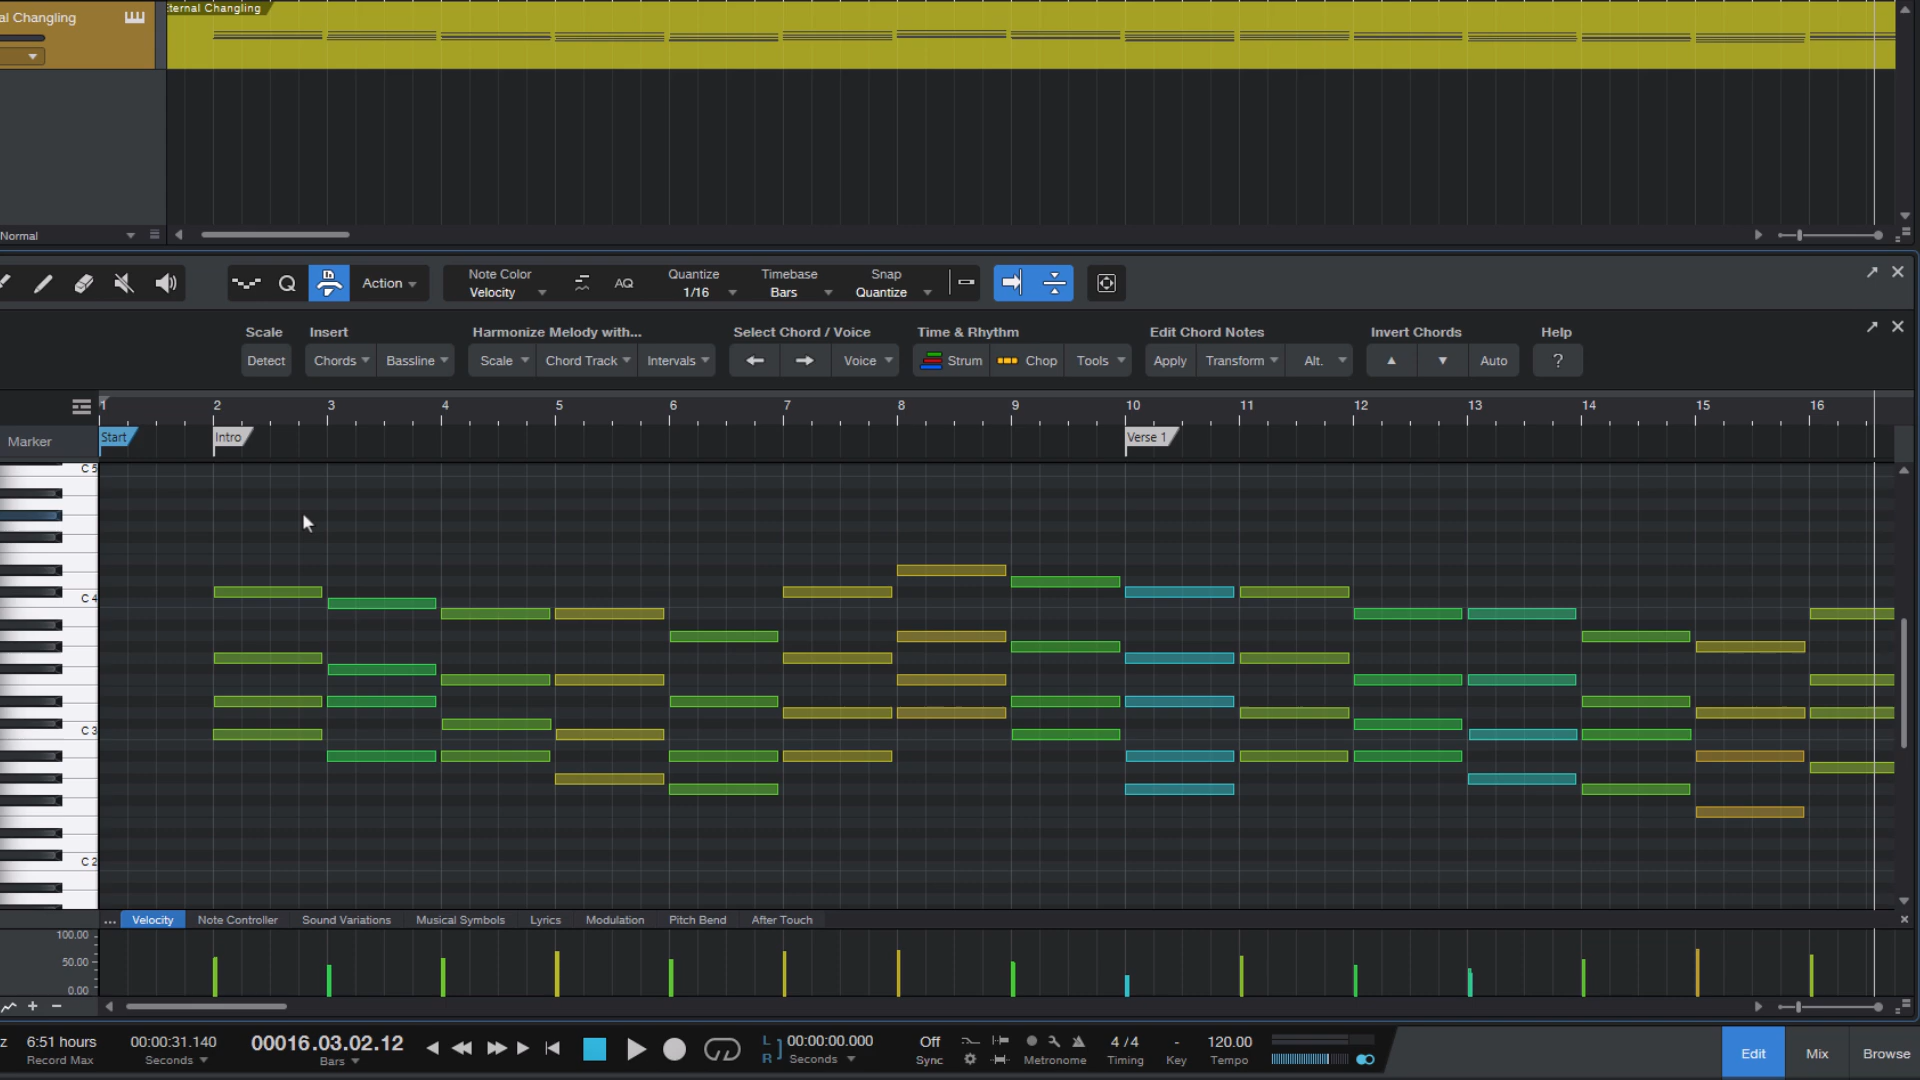 al Changling
ternal Changling
Normal
Action
Note Color
Velocity
AQ
Quantize
1/16
Timebase
Bars
Snap
Quantize
Scale
Insert
Harmonize Melody with...
Select Chord / Voice
Time & Rhythm
Edit Chord Notes
Invert Chords
Help
Detect
Chords
Bassline
Scale
Chord Track
Intervals
Voice
Strum
Chop
Tools
Apply
Transform
Alt.
Auto
?
1 2 3 4 5 6 7 8 9 10 11 12 13 14 15 16
Marker
Start
Intro
Verse 1
C 5
C 4
C 3
C 2
... Velocity Note Controller Sound Variations Musical Symbols Lyrics Modulation Pitch Bend After Touch
100.00
50.00
0.00
z
6:51 hours
Record Max
00:00:31.140
Seconds
00016.03.02.12
Bars
L
R
00:00:00.000
Seconds
Off
Sync
Metronome
4 / 4
Timing
-
Key
120.00
Tempo
Edit
Mix
Browse